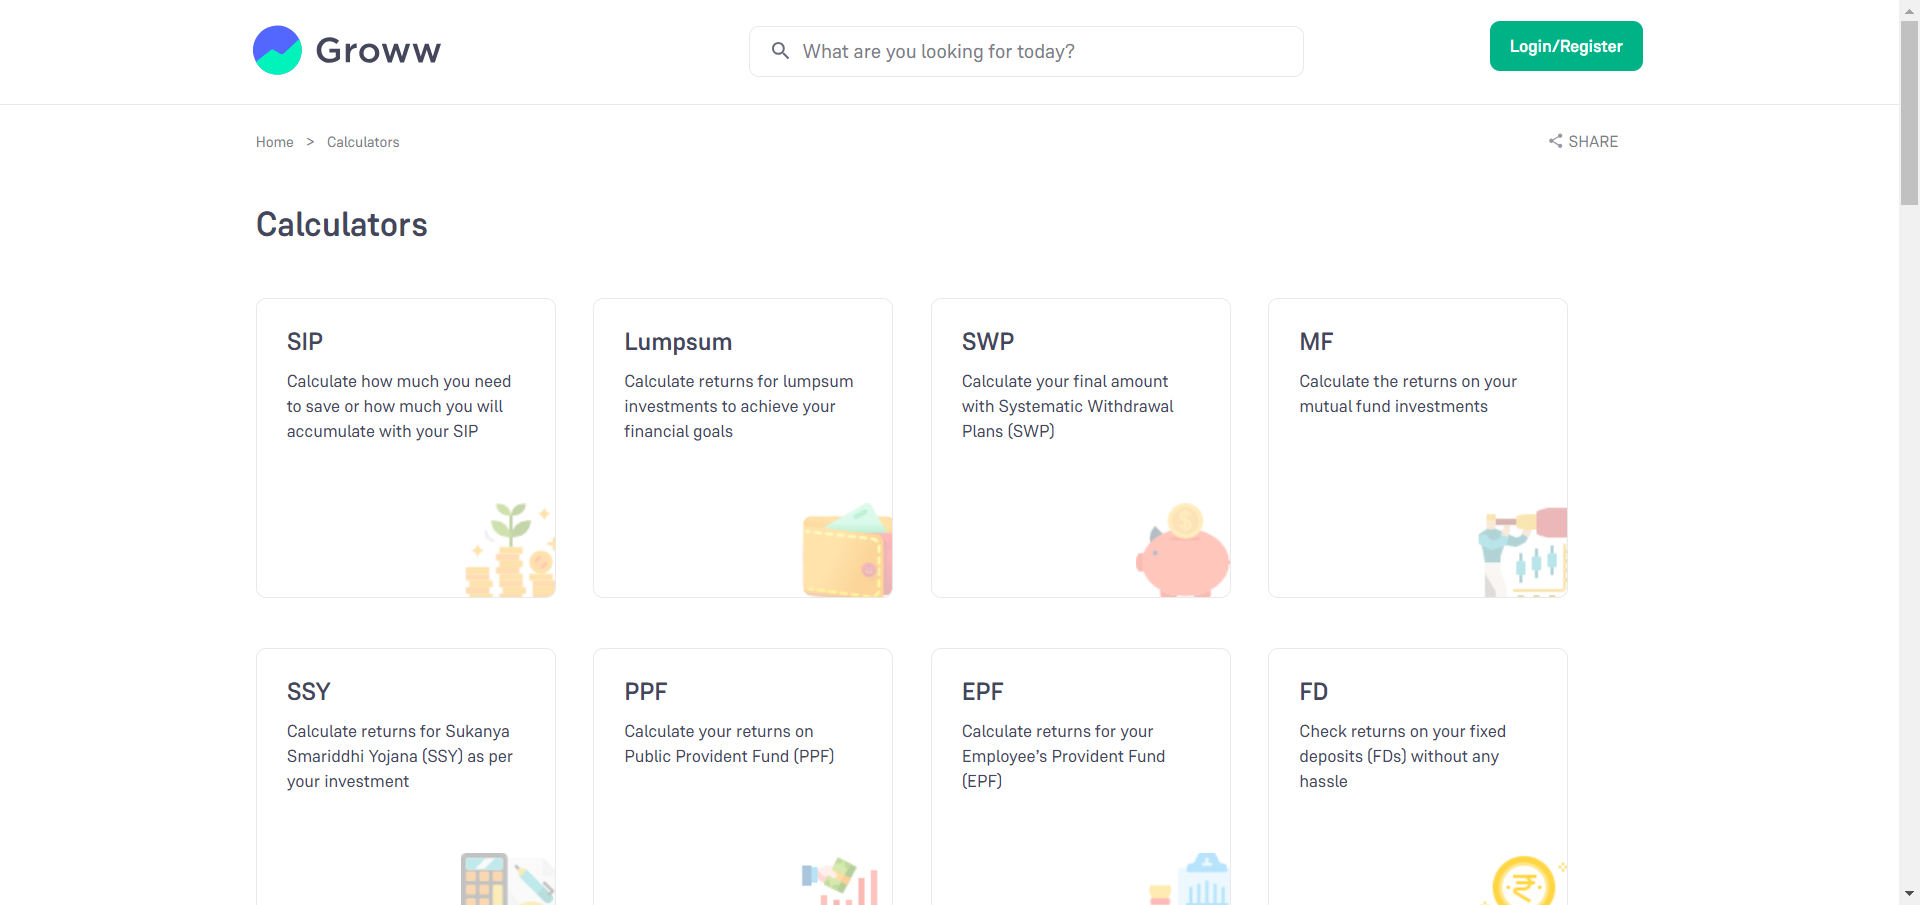 Groww
What are you looking for today?
Login/Register
Home > Calculators
SHARE
Calculators
SIP
Calculate how much you need
to save or how much you will
accumulate with your SIP
Lumpsum
Calculate returns for lumpsum
investments to achieve your
financial goals
SWP
Calculate your final amount
with Systematic Withdrawal
Plans (SWP)
MF
Calculate the returns on your
mutual fund investments
SSY
Calculate returns for Sukanya
Smariddhi Yojana (SSY) as per
your investment
PPF
Calculate your returns on
Public Provident Fund (PPF)
EPF
Calculate returns for your
Employee’s Provident Fund
(EPF)
FD
Check returns on your fixed
deposits (FDs) without any
hassle